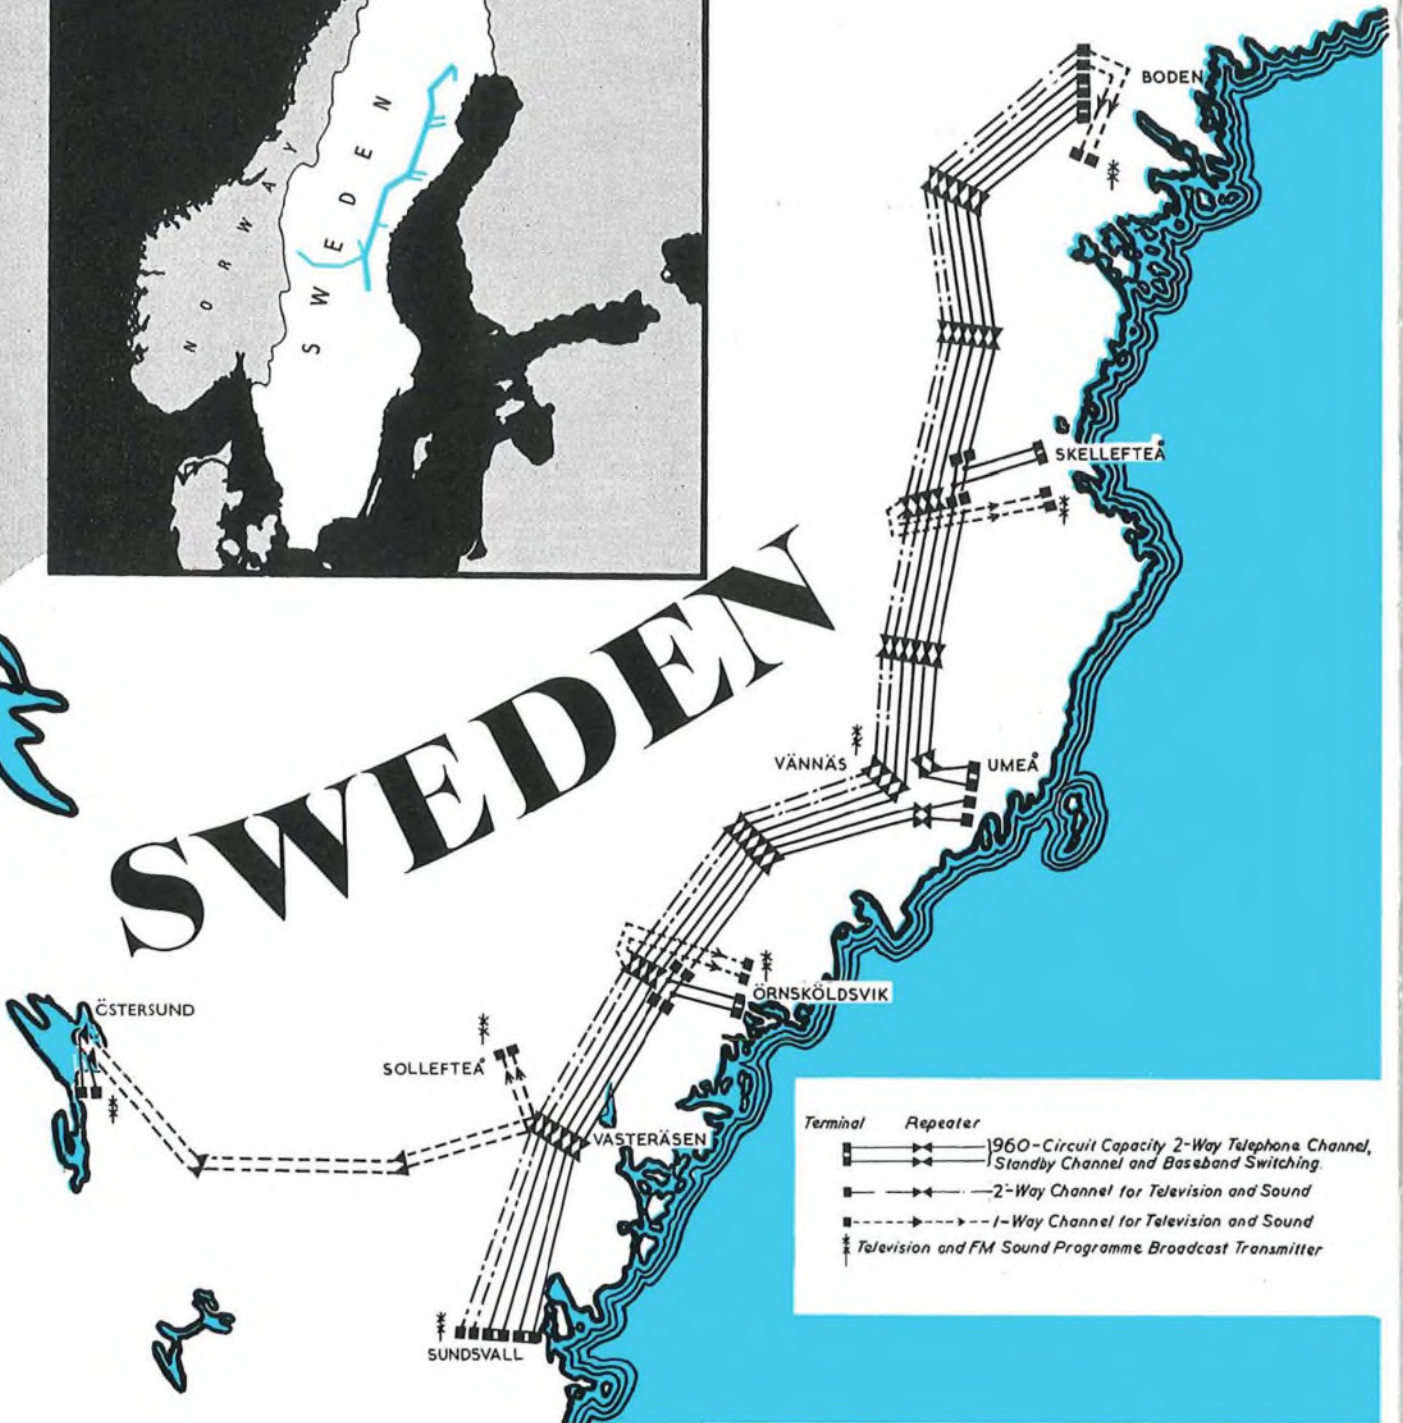 NORWAY
SWEDEN
SWEDEN
BODEN
SKELLEFTEÅ
VÄNNÄS
UMEÅ
ÖRNSKÖLDSVIK
ÖSTERSUND
SOLLEFTEÅ
VASTERÄSEN
SUNDSVALL
Terminal Repeater
960-Circuit Capacity 2-Way Telephone Channel,
Standby Channel and Baseband Switching.
2-Way Channel for Television and Sound
1-Way Channel for Television and Sound
Television and FM Sound Programme Broadcast Transmitter